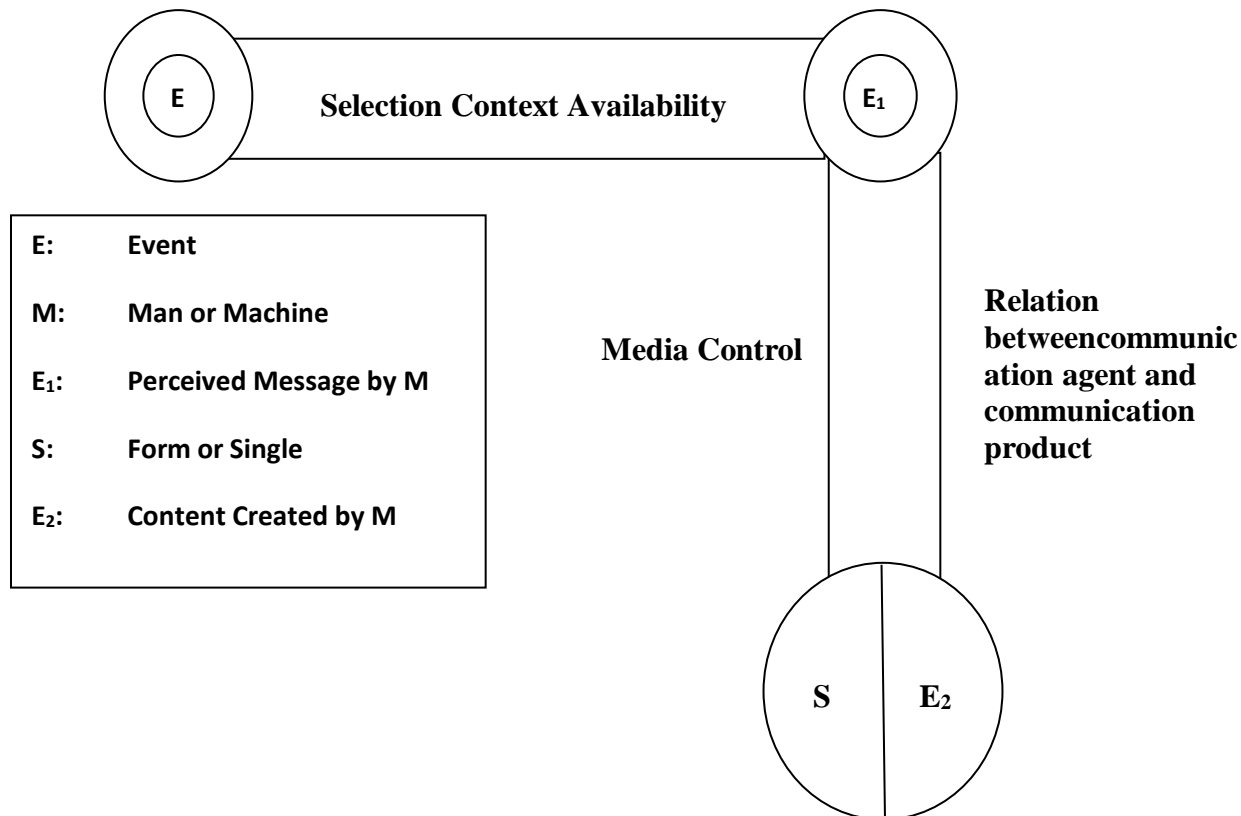 E
Selection Context Availability
E₁
E: Event
M: Man or Machine
E₁: Perceived Message by M
S: Form or Single
E₂: Content Created by M
Media Control
Relation
betweencommunic
ation agent and
communication
product
S
E₂